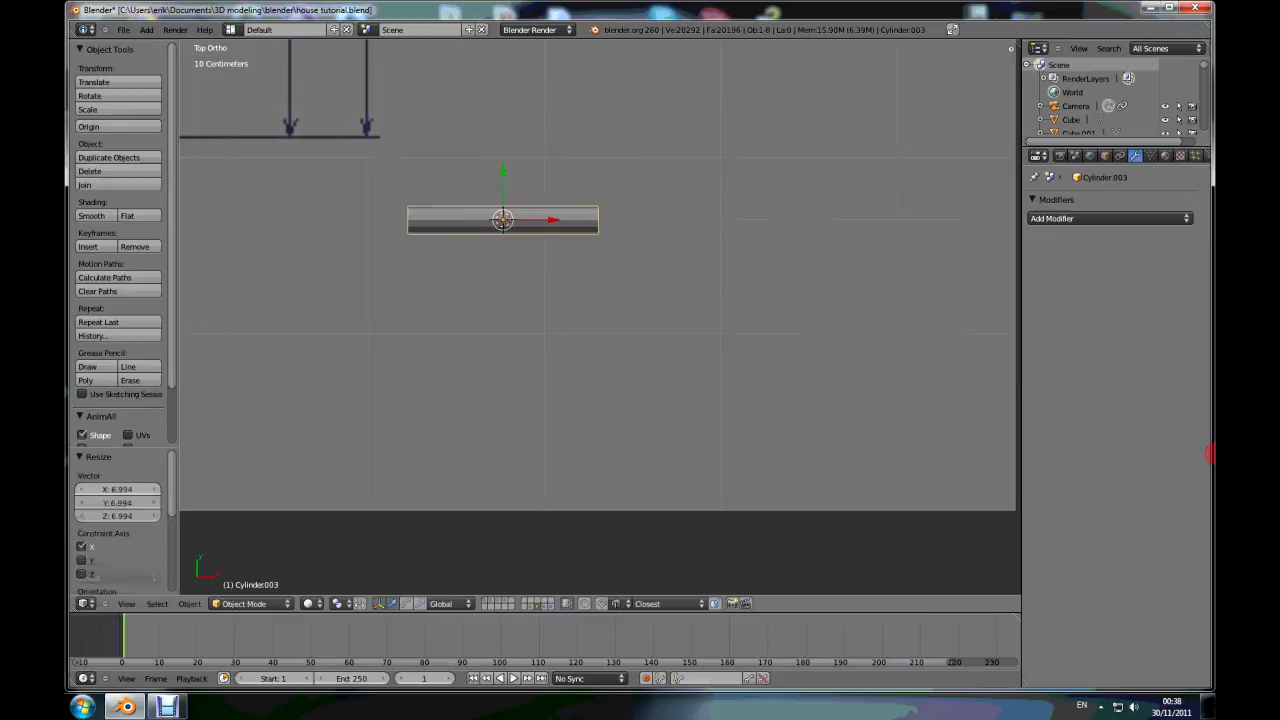 Blender* [C:\Users\erik\Documents\3D modeling\blender\house tutorial.blend]
File Add Render Help Default Scene Blender Render blender.org 260 | Ve:20292 | Fa:20196 | Ob:1-8 | La:0 | Mem:15.90M (6.39M) | Cylinder.003
Object Tools
Transform:
Translate
Rotate
Scale
Origin
Object:
Duplicate Objects
Delete
Join
Shading:
Smooth Flat
Keyframes:
Insert Remove
Motion Paths:
Calculate Paths
Clear Paths
Repeat:
Repeat Last
History...
Grease Pencil:
Draw Line
Poly Erase
Use Sketching Sessio
AnimAll
Shape UVs
Resize
Vector
X: 6.994
Y: 6.994
Z: 6.994
Constraint Axis
X
Y
Z
Orientation
Top Ortho
10 Centimeters
y
(1) Cylinder.003
View Select Object Object Mode Global Closest
-10 0 10 20 30 40 50 60 70 80 90 100 110 120 130 140 150 160 170 180 190 200 210 220 230
View Frame Playback Start: 1 End: 250 1 No Sync
View Search All Scenes
Scene
RenderLayers
World
Camera
Cube
Cube.001
Cylinder.003
Modifiers
Add Modifier
EN
00:38
30/11/2011